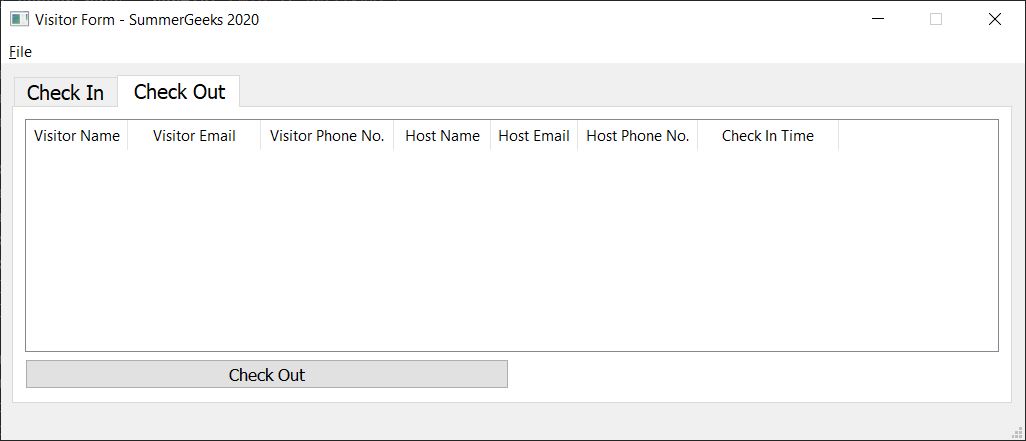 Visitor Form - SummerGeeks 2020
File
Check In Check Out
Visitor Name Visitor Email Visitor Phone No. Host Name Host Email Host Phone No. Check In Time
Check Out